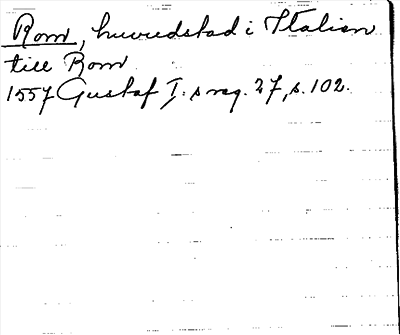 Rom, huvudstad i Italien
till Rom
1557 Gustaf I:s reg. 27, s. 102.